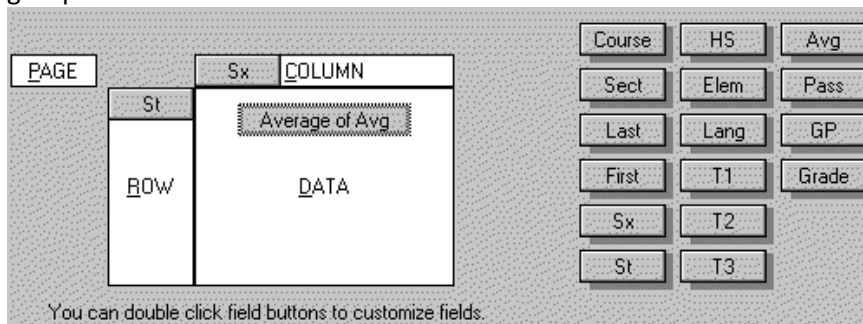 Course HS Avg
PAGE Sx COLUMN
Sect Elem Pass
St
Average of Avg
Last Lang GP
First T1 Grade
ROW DATA
Sx T2
St T3
You can double click field buttons to customize fields.